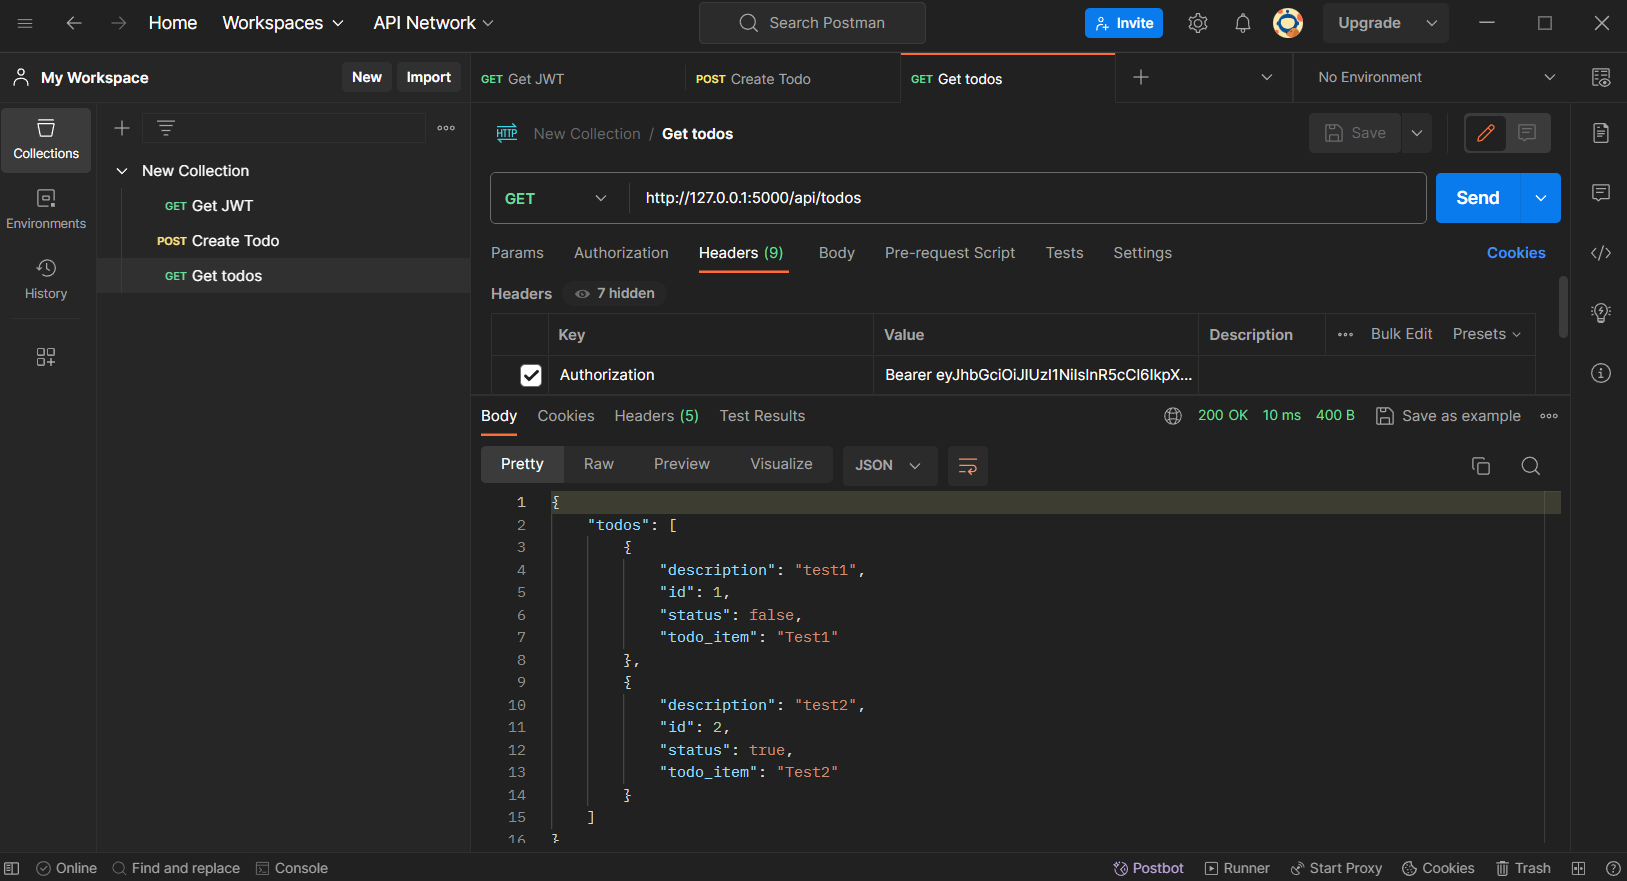 Home Workspaces API Network Search Postman Invite Upgrade
My Workspace New Import GET Get JWT POST Create Todo GET Get todos No Environment
Collections
Environments
History
New Collection
GET Get JWT
POST Create Todo
GET Get todos
HTTP New Collection / Get todos Save
GET http://127.0.0.1:5000/api/todos Send
Params Authorization Headers (9) Body Pre-request Script Tests Settings Cookies
Headers 7 hidden
Key Value Description Bulk Edit Presets
Authorization Bearer eyJhbGciOiJIUzI1NiIsInR5cCI6IkpX...
Body Cookies Headers (5) Test Results 200 OK 10 ms 400 B Save as example
Pretty Raw Preview Visualize JSON
1 {
2 "todos": [
3 {
4 "description": "test1",
5 "id": 1,
6 "status": false,
7 "todo_item": "Test1"
8 },
9 {
10 "description": "test2",
11 "id": 2,
12 "status": true,
13 "todo_item": "Test2"
14 }
15 ]
16 }
Online Find and replace Console Postbot Runner Start Proxy Cookies Trash